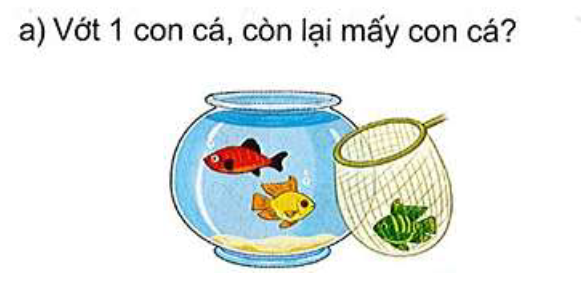 a) Vớt 1 con cá, còn lại mấy con cá?